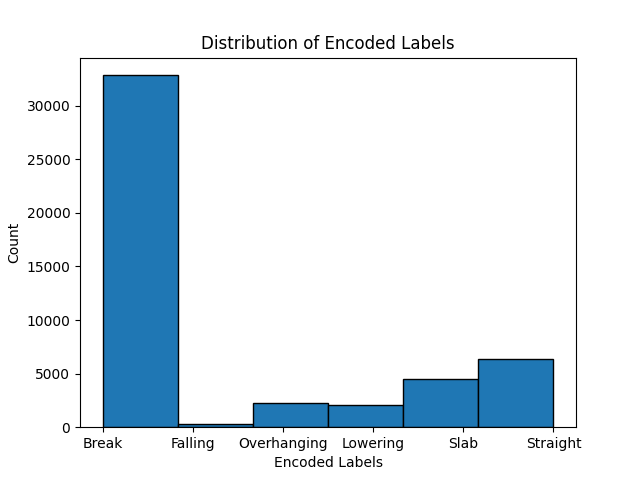 Distribution of Encoded Labels
Count
30000
25000
20000
15000
10000
5000
0
Break Falling Overhanging Lowering Slab Straight
Encoded Labels